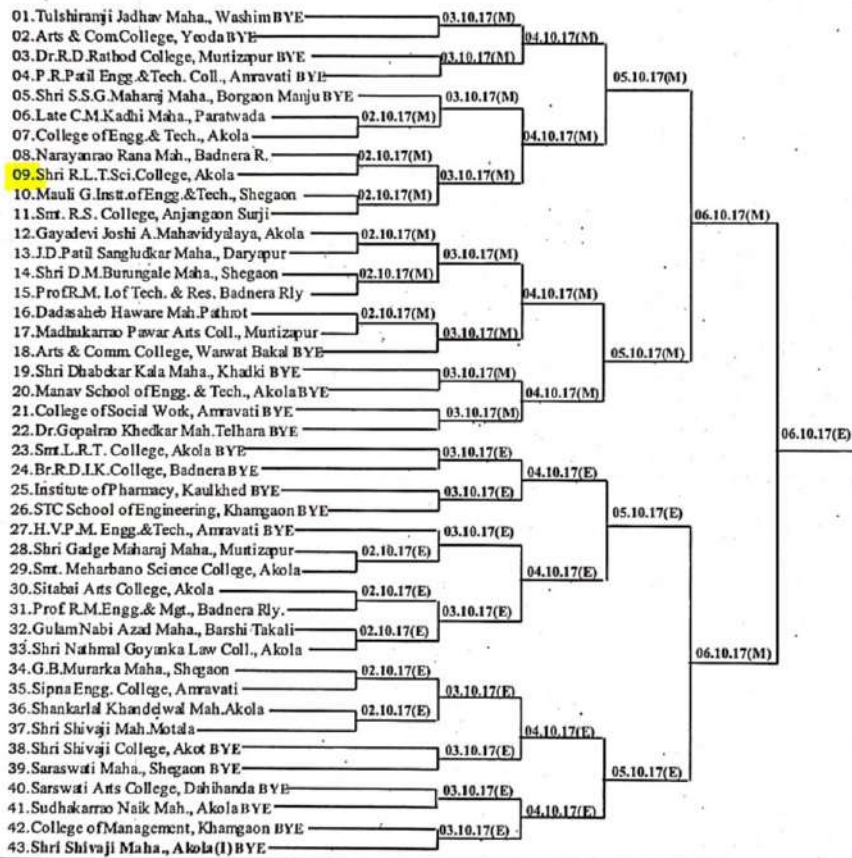 01.Tulshiramji Jadhav Maha., Washim BYE
02.Arts & Com.College, Yeoda BYE
03.Dr.R.D.Rathod College, Murtizapur BYE
04.P.R.Patil Engg.&Tech. Coll., Amravati BYE
05.Shri S.S.G.Maharaj Maha., Borgaon Manju BYE
06.Late C.M.Kadhi Maha., Paratwada
07.College of Engg.& Tech., Akola
08.Narayanrao Rana Mah., Badnera R.
09.Shri R.L.T.Sci.College, Akola
10.Mauli G.Instt.of Engg.&Tech., Shegaon
11.Smt. R.S. College, Anjangaon Surji
12.Gayadevi Joshi A.Mahavidyalaya, Akola
13.J.D.Patil Sangludkar Maha., Daryapur
14.Shri D.M.Burungale Maha., Shegaon
15.Prof.R.M. I.of Tech. & Res. Badnera Rly
16.Dadasaheb Haware Mah.Pathrot
17.Madhukarrao Pawar Arts Coll., Murtizapur
18.Arts & Comm. College, Warwat Bakal BYE
19.Shri Dhabekar Kala Maha., Khadki BYE
20.Manav School of Engg. & Tech., Akola BYE
21.College of Social Work, Amravati BYE
22.Dr.Gopalrao Khedkar Mah.Telhara BYE
23.Smt.L.R.T. College, Akola BYE
24.Br.R.D.I.K.College, Badnera BYE
25.Institute of Pharmacy, Kaulkhed BYE
26.STC School of Engineering, Khamgaon BYE
27.H.V.P.M. Engg.&Tech., Amravati BYE
28.Shri Gadge Maharaj Maha., Murtizapur
29.Smt. Meharbano Science College, Akola
30.Sitabai Arts College, Akola
31.Prof R.M.Engg.& Mgt., Badnera Rly.
32.Gulam Nabi Azad Maha., Barshi Takali
33.Shri Nathmal Goyanka Law Coll., Akola
34.G.B.Murarka Maha., Shegaon
35.Sipna Engg. College, Amravati
36.Shankarlal Khandelwal Mah.Akola
37.Shri Shivaji Mah.Motala
38.Shri Shivaji College, Akot BYE
39.Saraswati Maha., Shegaon BYE
40.Sarswati Arts College, Dahihanda BYE
41.Sudhakarrao Naik Mah., Akola BYE
42.College of Management, Khamgaon BYE
43.Shri Shivaji Maha., Akola(I) BYE
02.10.17(M)
02.10.17(M)
02.10.17(M)
02.10.17(M)
02.10.17(M)
02.10.17(M)
02.10.17(E)
02.10.17(E)
02.10.17(E)
02.10.17(E)
02.10.17(E)
03.10.17(M)
03.10.17(M)
03.10.17(M)
03.10.17(M)
03.10.17(M)
03.10.17(M)
03.10.17(M)
03.10.17(M)
03.10.17(E)
03.10.17(E)
03.10.17(E)
03.10.17(E)
03.10.17(E)
03.10.17(E)
03.10.17(E)
03.10.17(E)
04.10.17(M)
04.10.17(M)
04.10.17(M)
04.10.17(M)
04.10.17(E)
04.10.17(E)
04.10.17(E)
04.10.17(E)
05.10.17(M)
05.10.17(M)
05.10.17(E)
05.10.17(E)
06.10.17(M)
06.10.17(M)
06.10.17(E)